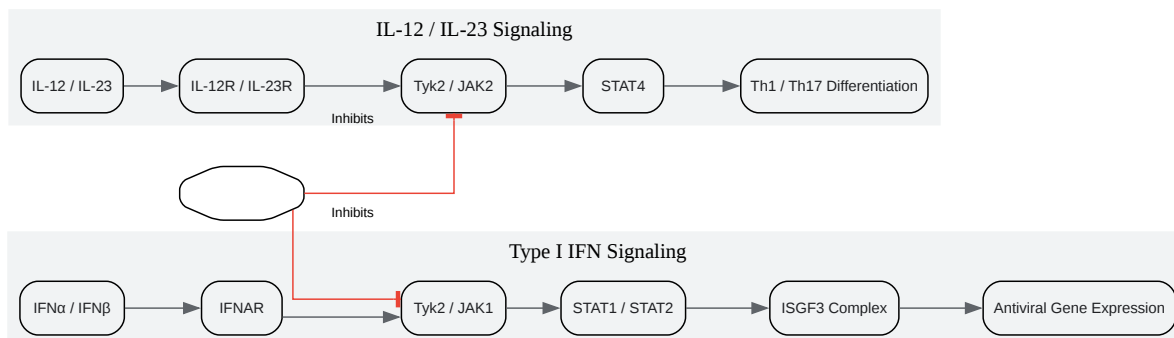 IL-12 / IL-23 Signaling
IL-12 / IL-23
IL-12R / IL-23R
Tyk2 / JAK2
STAT4
Th1 / Th17 Differentiation
Inhibits
Inhibits
Type I IFN Signaling
IFNα / IFNβ
IFNAR
Tyk2 / JAK1
STAT1 / STAT2
ISGF3 Complex
Antiviral Gene Expression